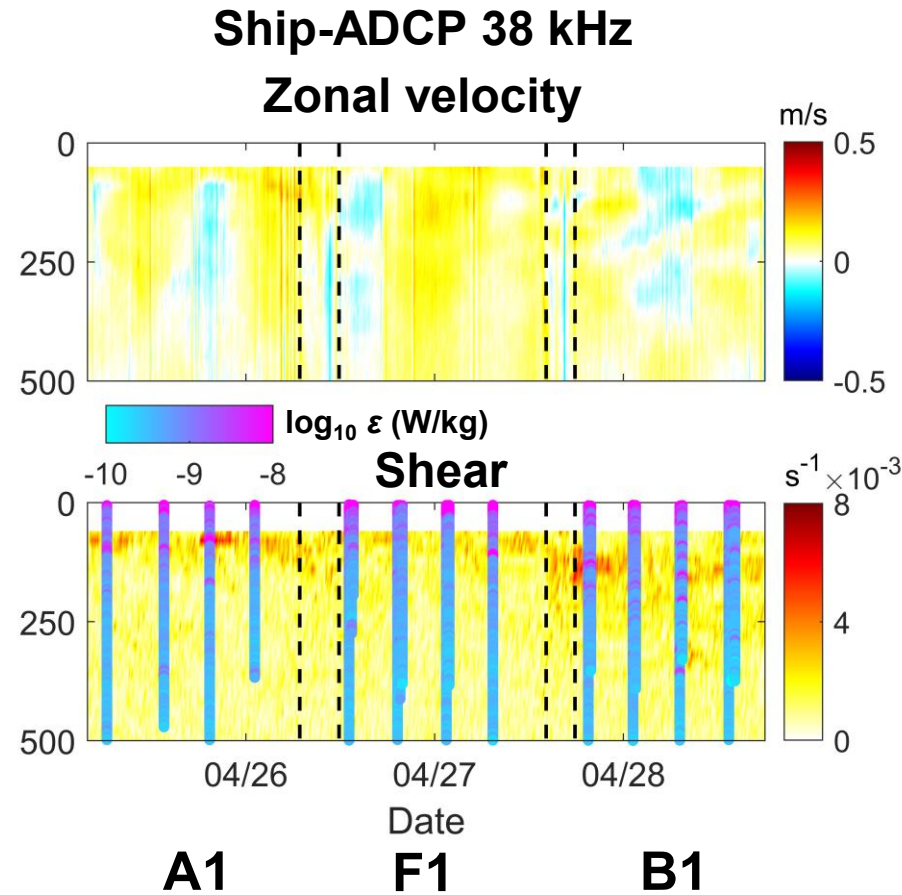 Ship-ADCP 38 kHz
Zonal velocity
m/s
0
250
500
0.5
0
-0.5
log₁₀ ε (W/kg)
-10 -9 -8
Shear
s⁻¹ ×10⁻³
0
250
500
8
4
0
04/26 04/27 04/28
Date
A1 F1 B1